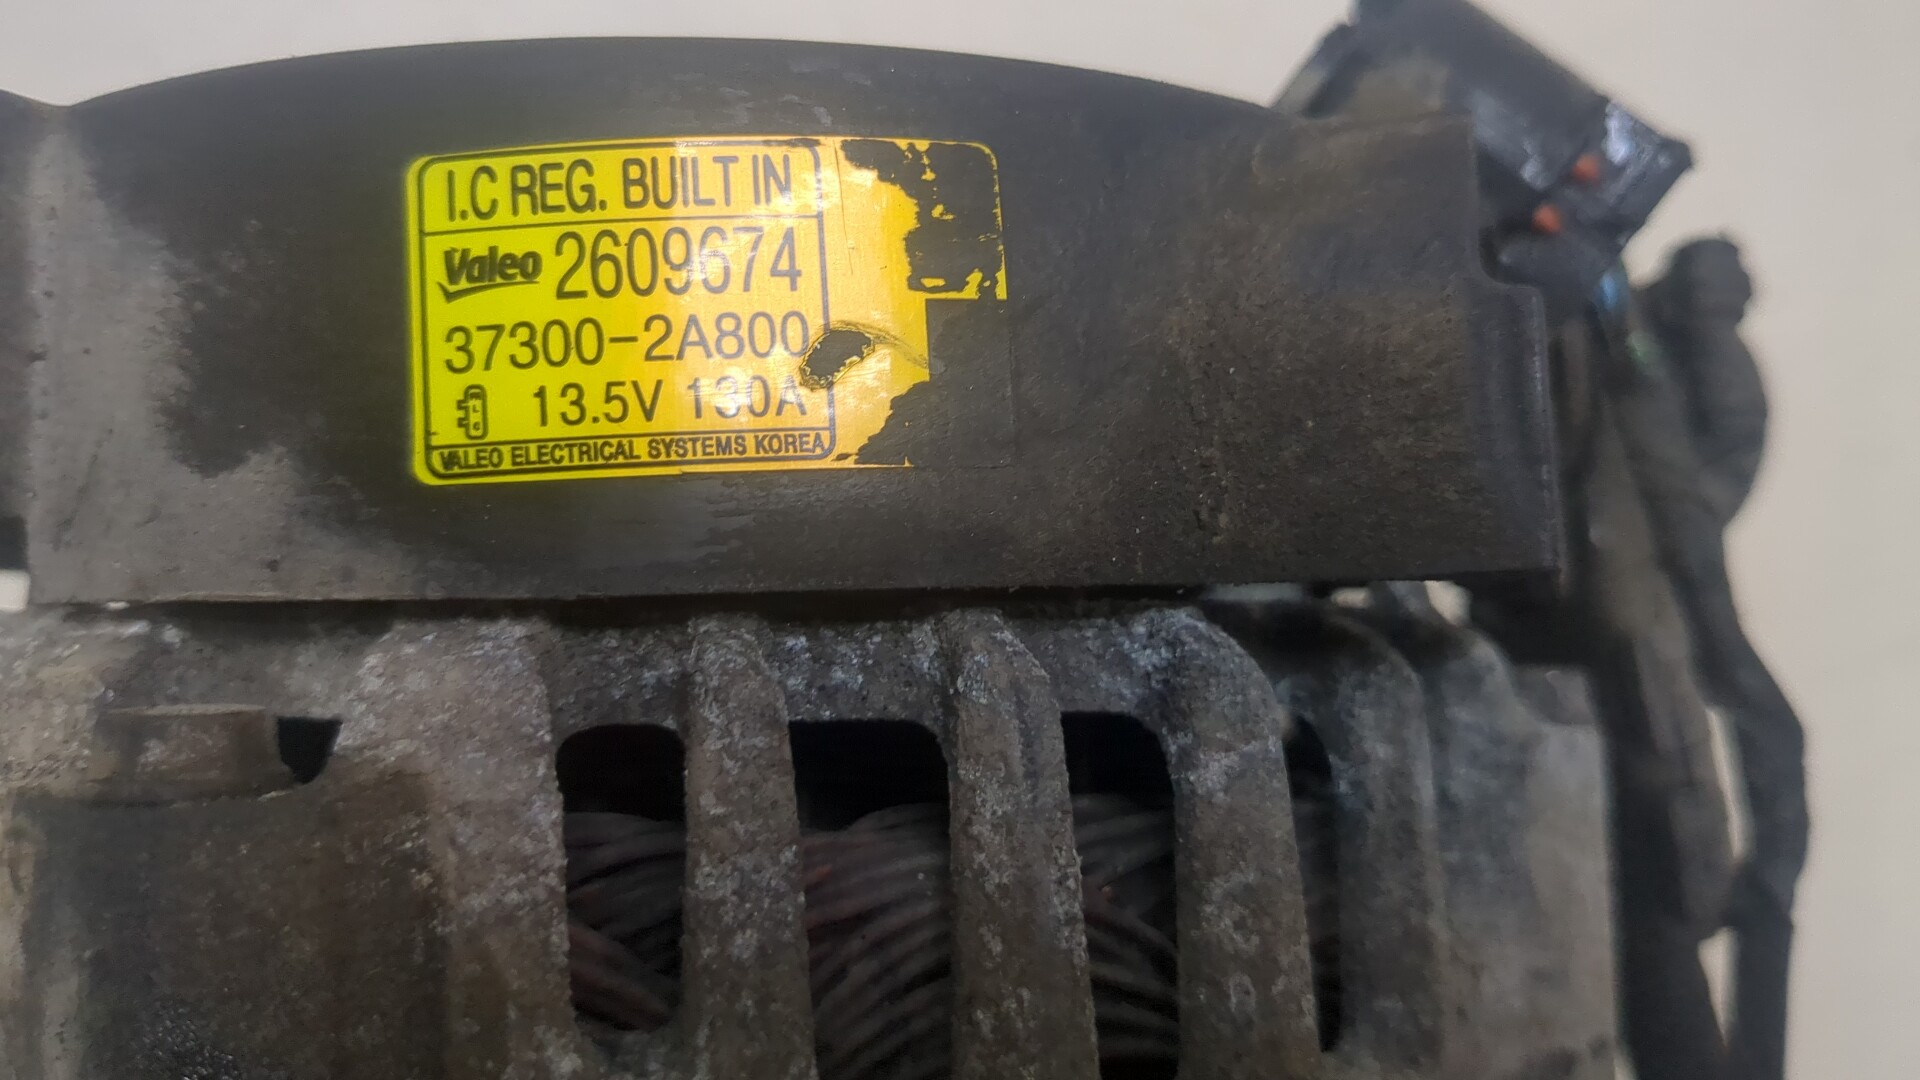 I.C REG. BUILT IN
Valeo 2609674
37300-2A800
L 13.5V 130A
VALEO ELECTRICAL SYSTEMS KOREA